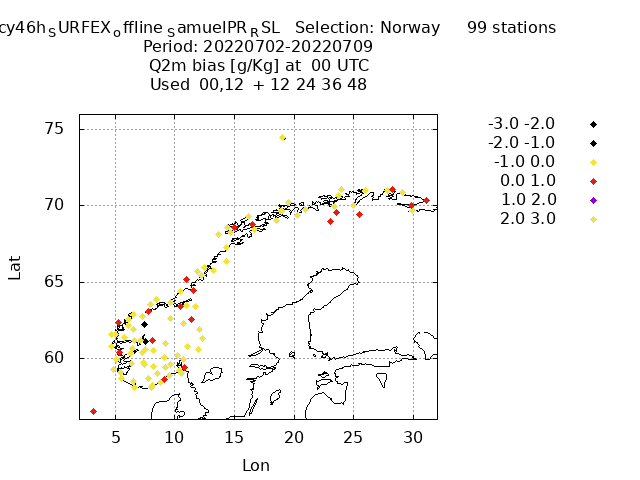 cy46h_SURFEX_offline_SamuelPR_RSL Selection: Norway 99 stations
Period: 20220702-20220709
Q2m bias [g/Kg] at 00 UTC
Used 00,12 + 12 24 36 48
-3.0 -2.0
-2.0 -1.0
-1.0 0.0
0.0 1.0
1.0 2.0
2.0 3.0
75
70
65
60
Lat
5 10 15 20 25 30
Lon